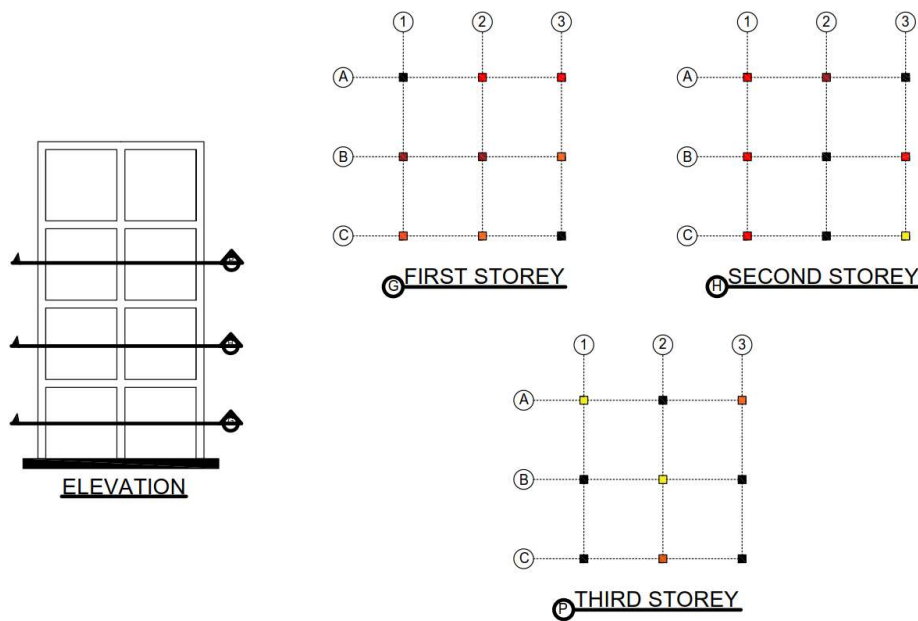 1 2 3
A
B
C
G FIRST STOREY
1 2 3
A
B
C
H SECOND STOREY
ELEVATION
1 2 3
A
B
C
P THIRD STOREY